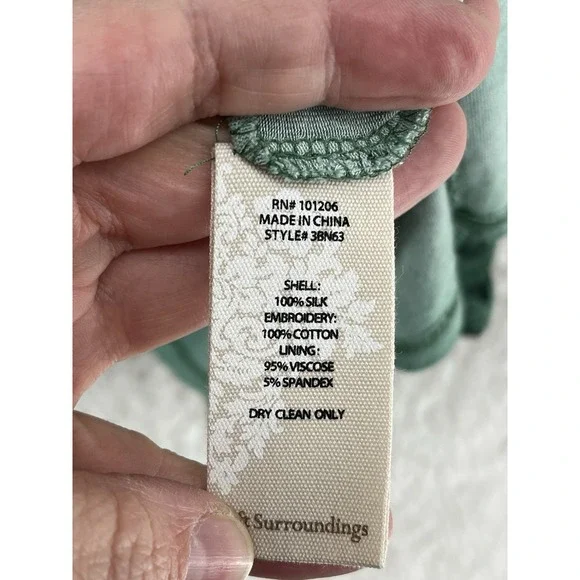 RN# 101206
MADE IN CHINA
STYLE# 3BN63
SHELL:
100% SILK
EMBROIDERY:
100% COTTON
LINING:
95% VISCOSE
5% SPANDEX
DRY CLEAN ONLY
Surroundings